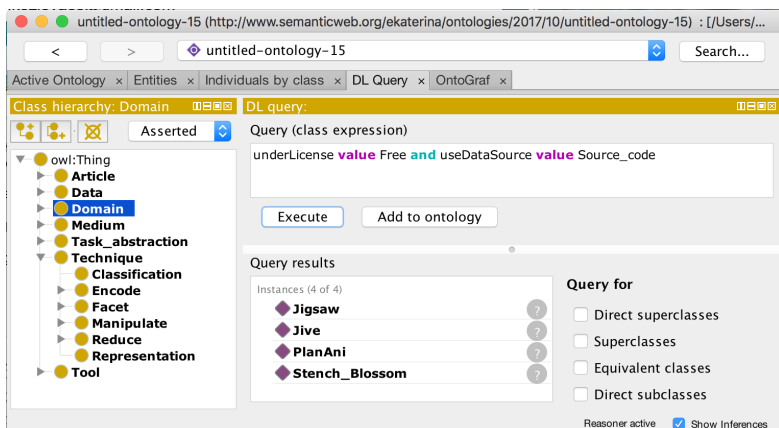 untitled-ontology-15 (http://www.semanticweb.org/ekaterina/ontologies/2017/10/untitled-ontology-15) : [/Users/...
< > untitled-ontology-15 Search...
Active Ontology × Entities × Individuals by class × DL Query × OntoGraf ×
Class hierarchy: Domain
Asserted
owl:Thing
Article
Data
Domain
Medium
Task_abstraction
Technique
Classification
Encode
Facet
Manipulate
Reduce
Representation
Tool
DL query:
Query (class expression)
underLicense value Free and useDataSource value Source_code
Execute Add to ontology
Query results
Instances (4 of 4)
Jigsaw ?
Jive ?
PlanAni ?
Stench_Blossom ?
Query for
Direct superclasses
Superclasses
Equivalent classes
Direct subclasses
Reasoner active Show Inferences